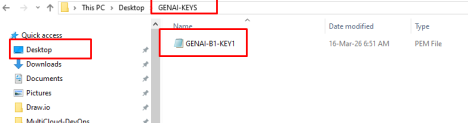 This PC > Desktop > GENAI-KEYS
Name
Date modified
Type
Quick access
Desktop
GENAI-B1-KEY1
16-Mar-26 6:51 AM
PEM File
Downloads
Documents
Pictures
Draw.io
MultiCloud-DevOps